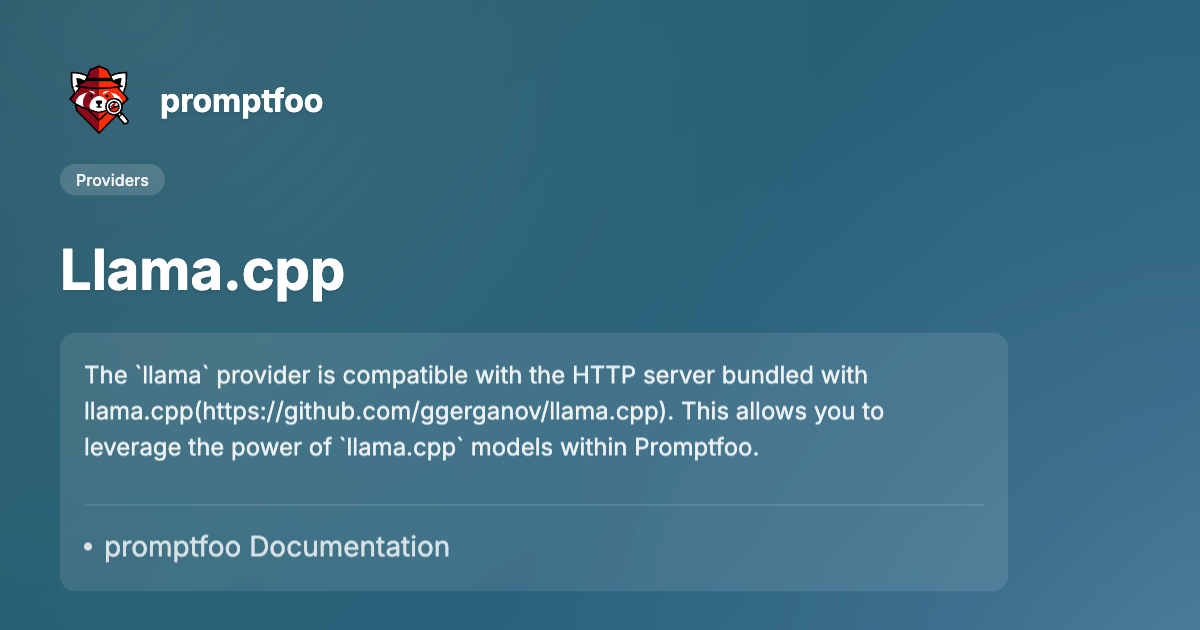 promptfoo
Providers
Llama.cpp
The `llama` provider is compatible with the HTTP server bundled with
llama.cpp(https://github.com/ggerganov/llama.cpp). This allows you to
leverage the power of `llama.cpp` models within Promptfoo.
• promptfoo Documentation